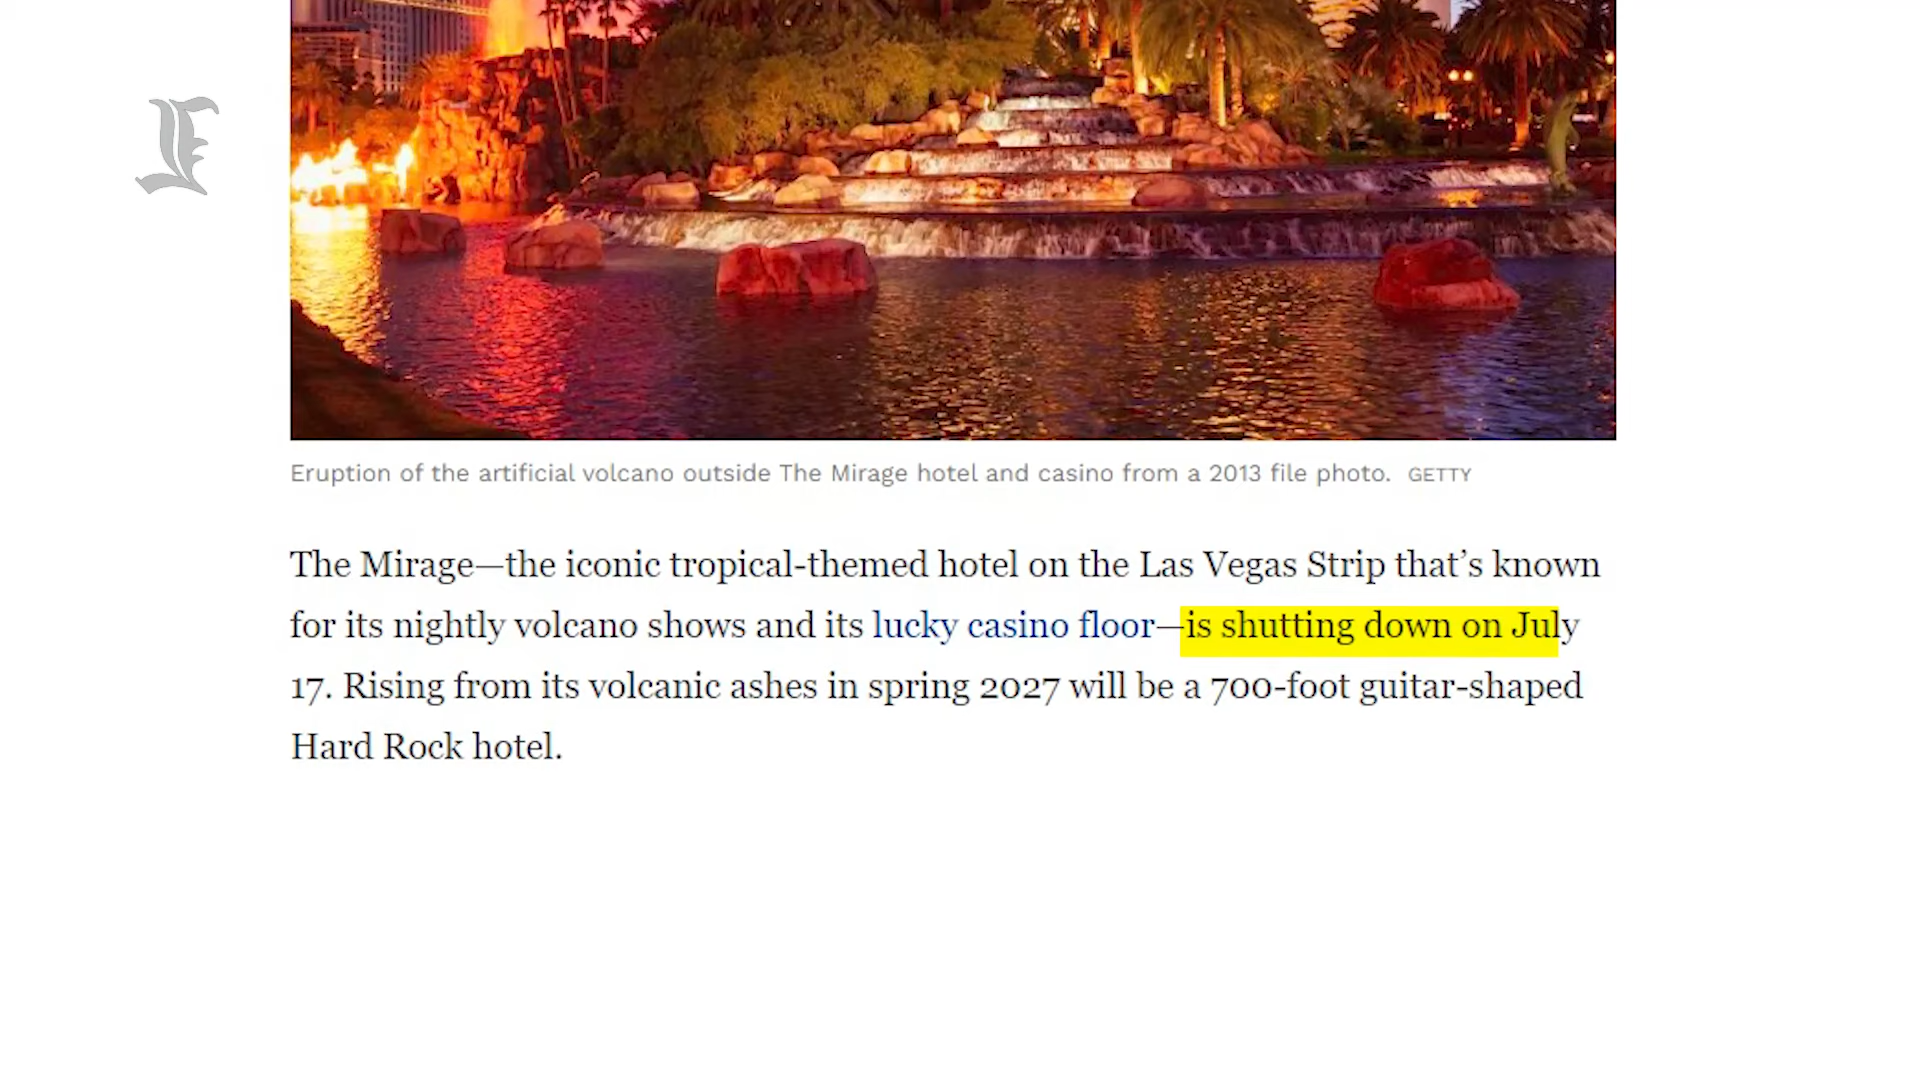 Eruption of the artificial volcano outside The Mirage hotel and casino from a 2013 file photo. GETTY
The Mirage—the iconic tropical-themed hotel on the Las Vegas Strip that’s known
for its nightly volcano shows and its lucky casino floor—is shutting down on July
17. Rising from its volcanic ashes in spring 2027 will be a 700-foot guitar-shaped
Hard Rock hotel.